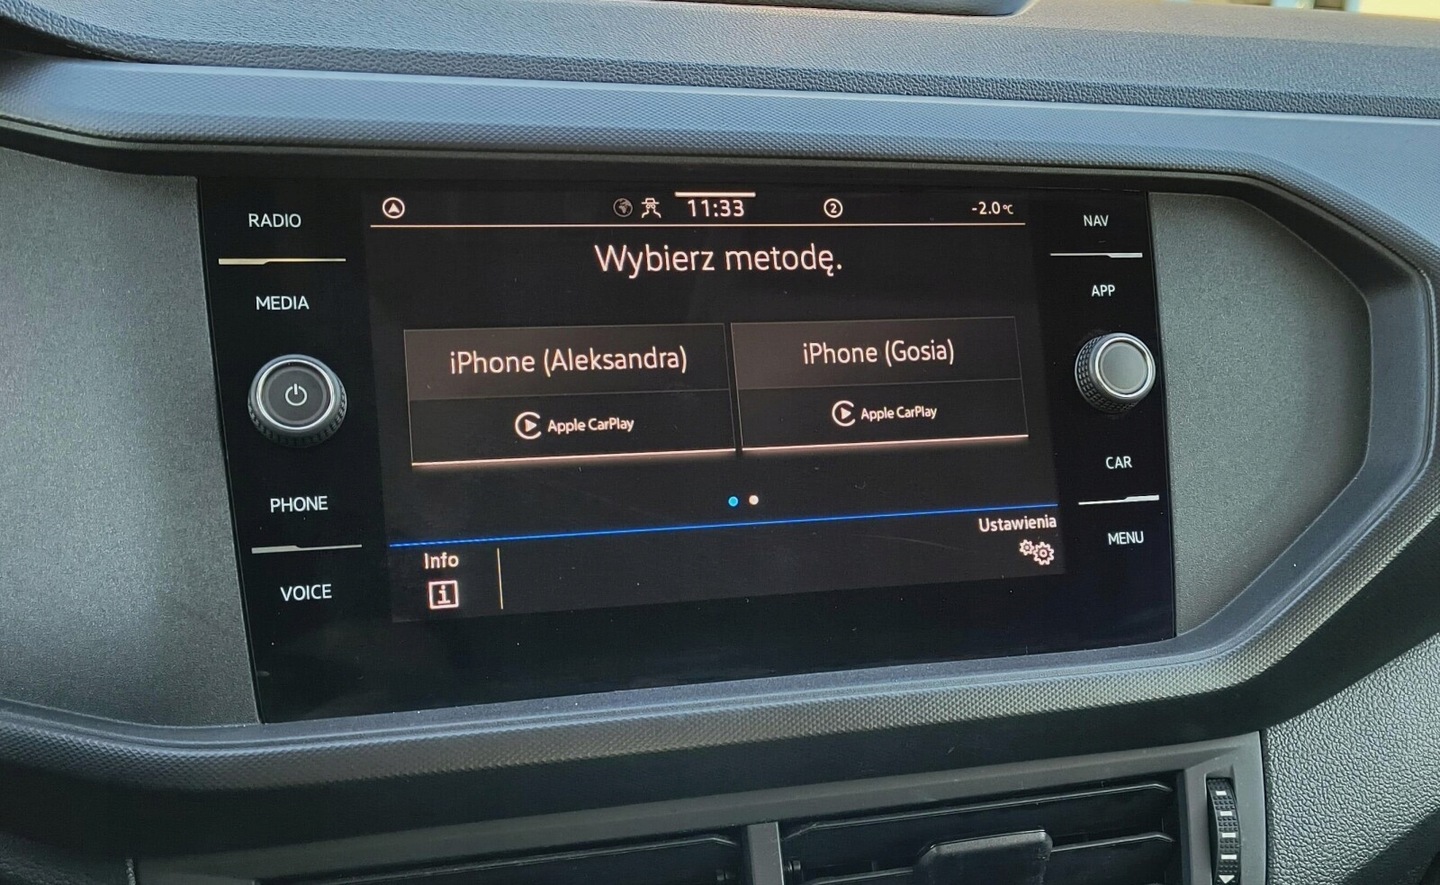 RADIO
MEDIA
PHONE
VOICE
11:33
2
-2.0°C
Wybierz metodę.
iPhone (Aleksandra)
Apple CarPlay
iPhone (Gosia)
Apple CarPlay
Info
i
Ustawienia
NAV
APP
CAR
MENU